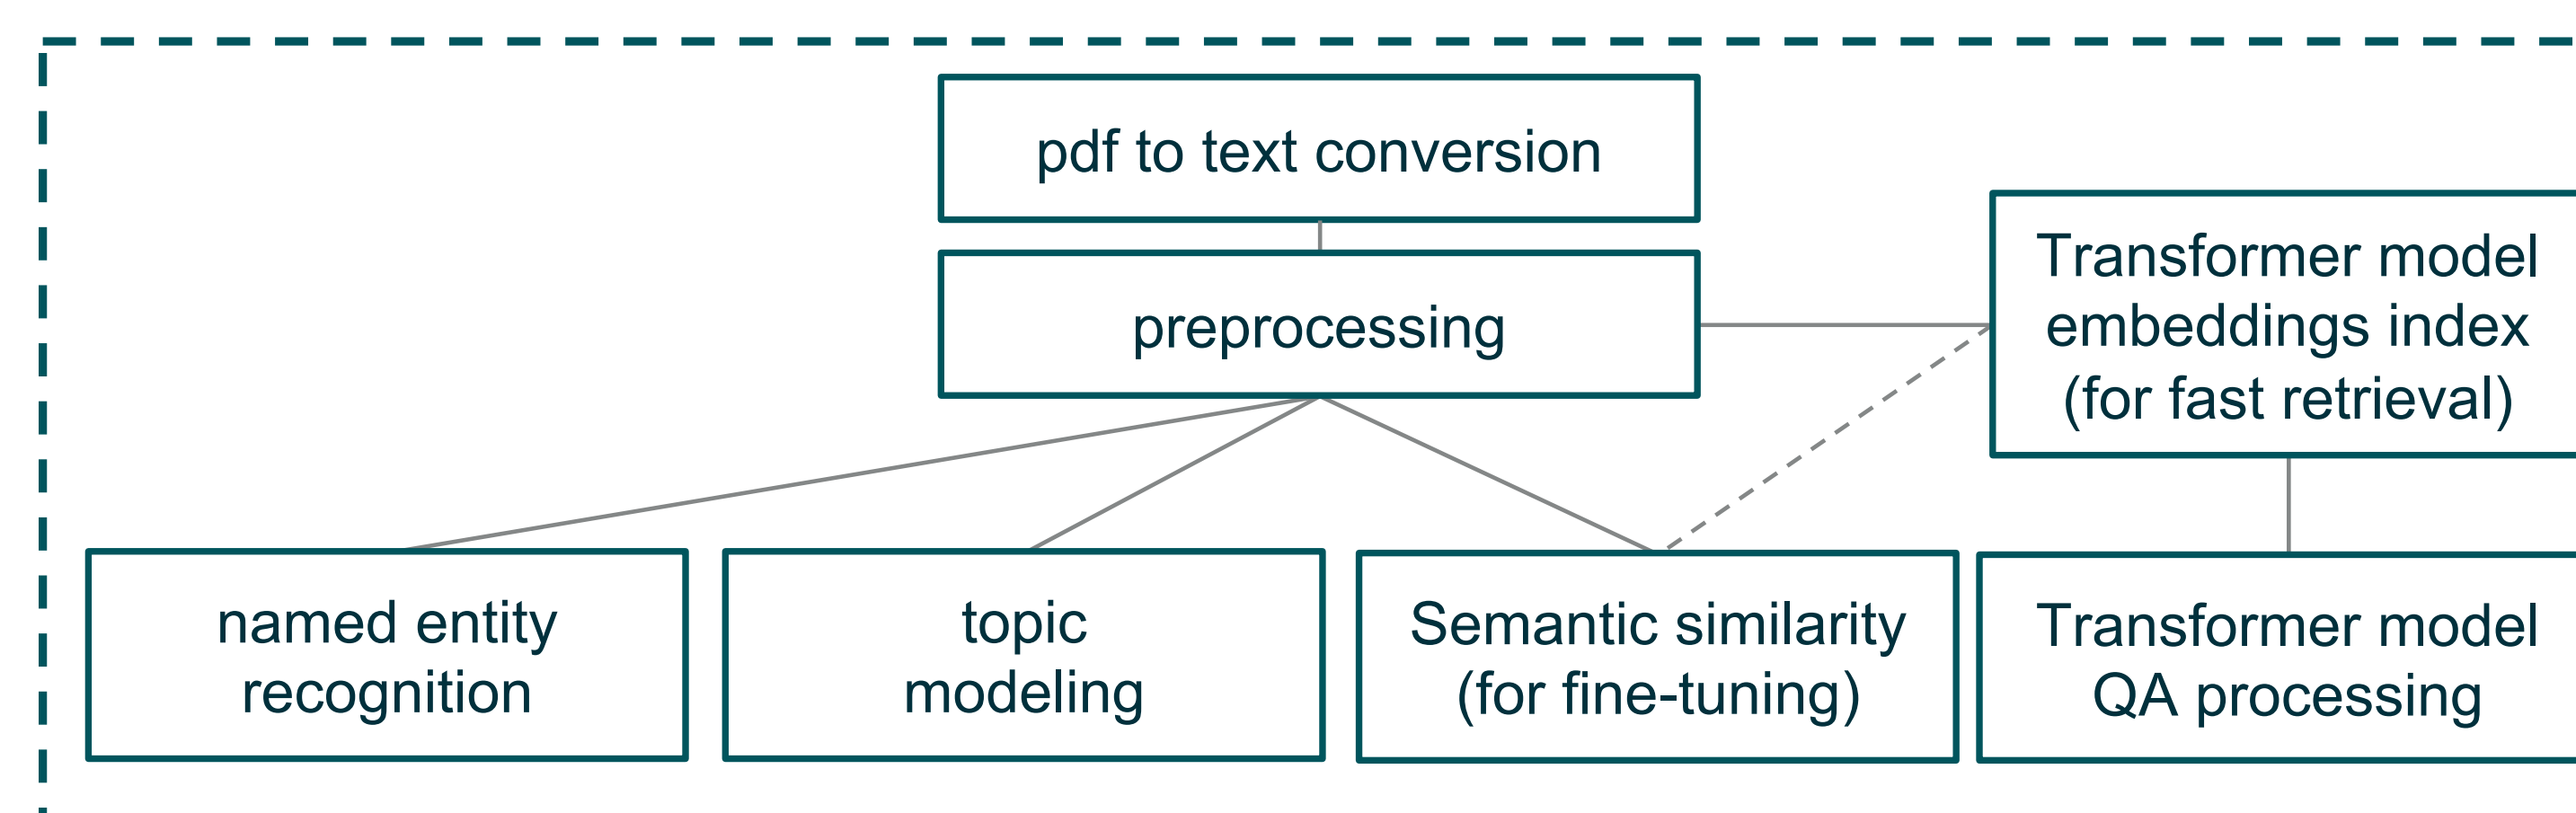 pdf to text conversion
preprocessing
Transformer model
embeddings index
(for fast retrieval)
named entity
recognition
topic
modeling
Semantic similarity
(for fine-tuning)
Transformer model
QA processing